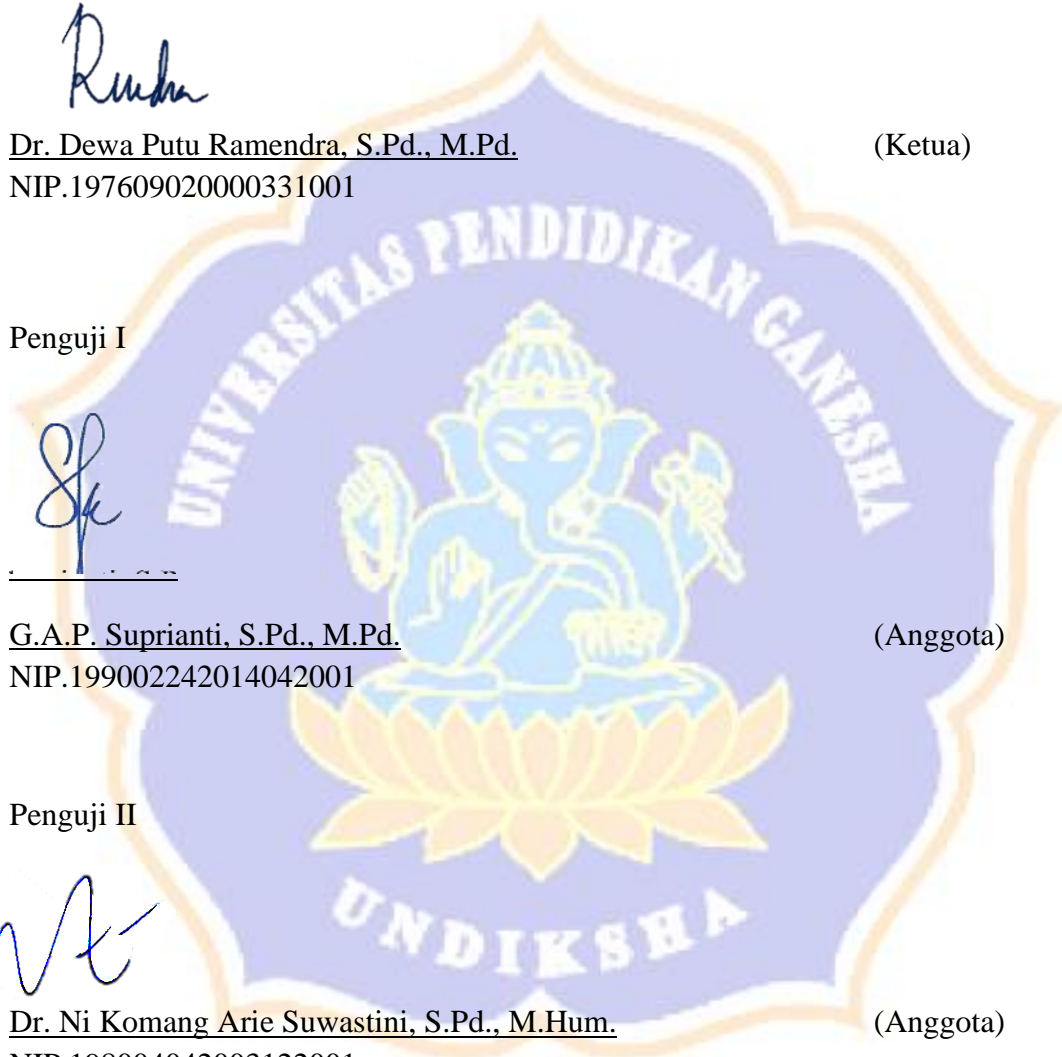 Dr. Dewa Putu Ramendra, S.Pd., M.Pd. (Ketua)
NIP.197609020000331001
UNIVERSITAS PENDIDIKAN GANESHA
Penguji I
G.A.P. Suprianti, S.Pd., M.Pd. (Anggota)
NIP.199002242014042001
Penguji II
UNDIKSHA
Dr. Ni Komang Arie Suwastini, S.Pd., M.Hum. (Anggota)